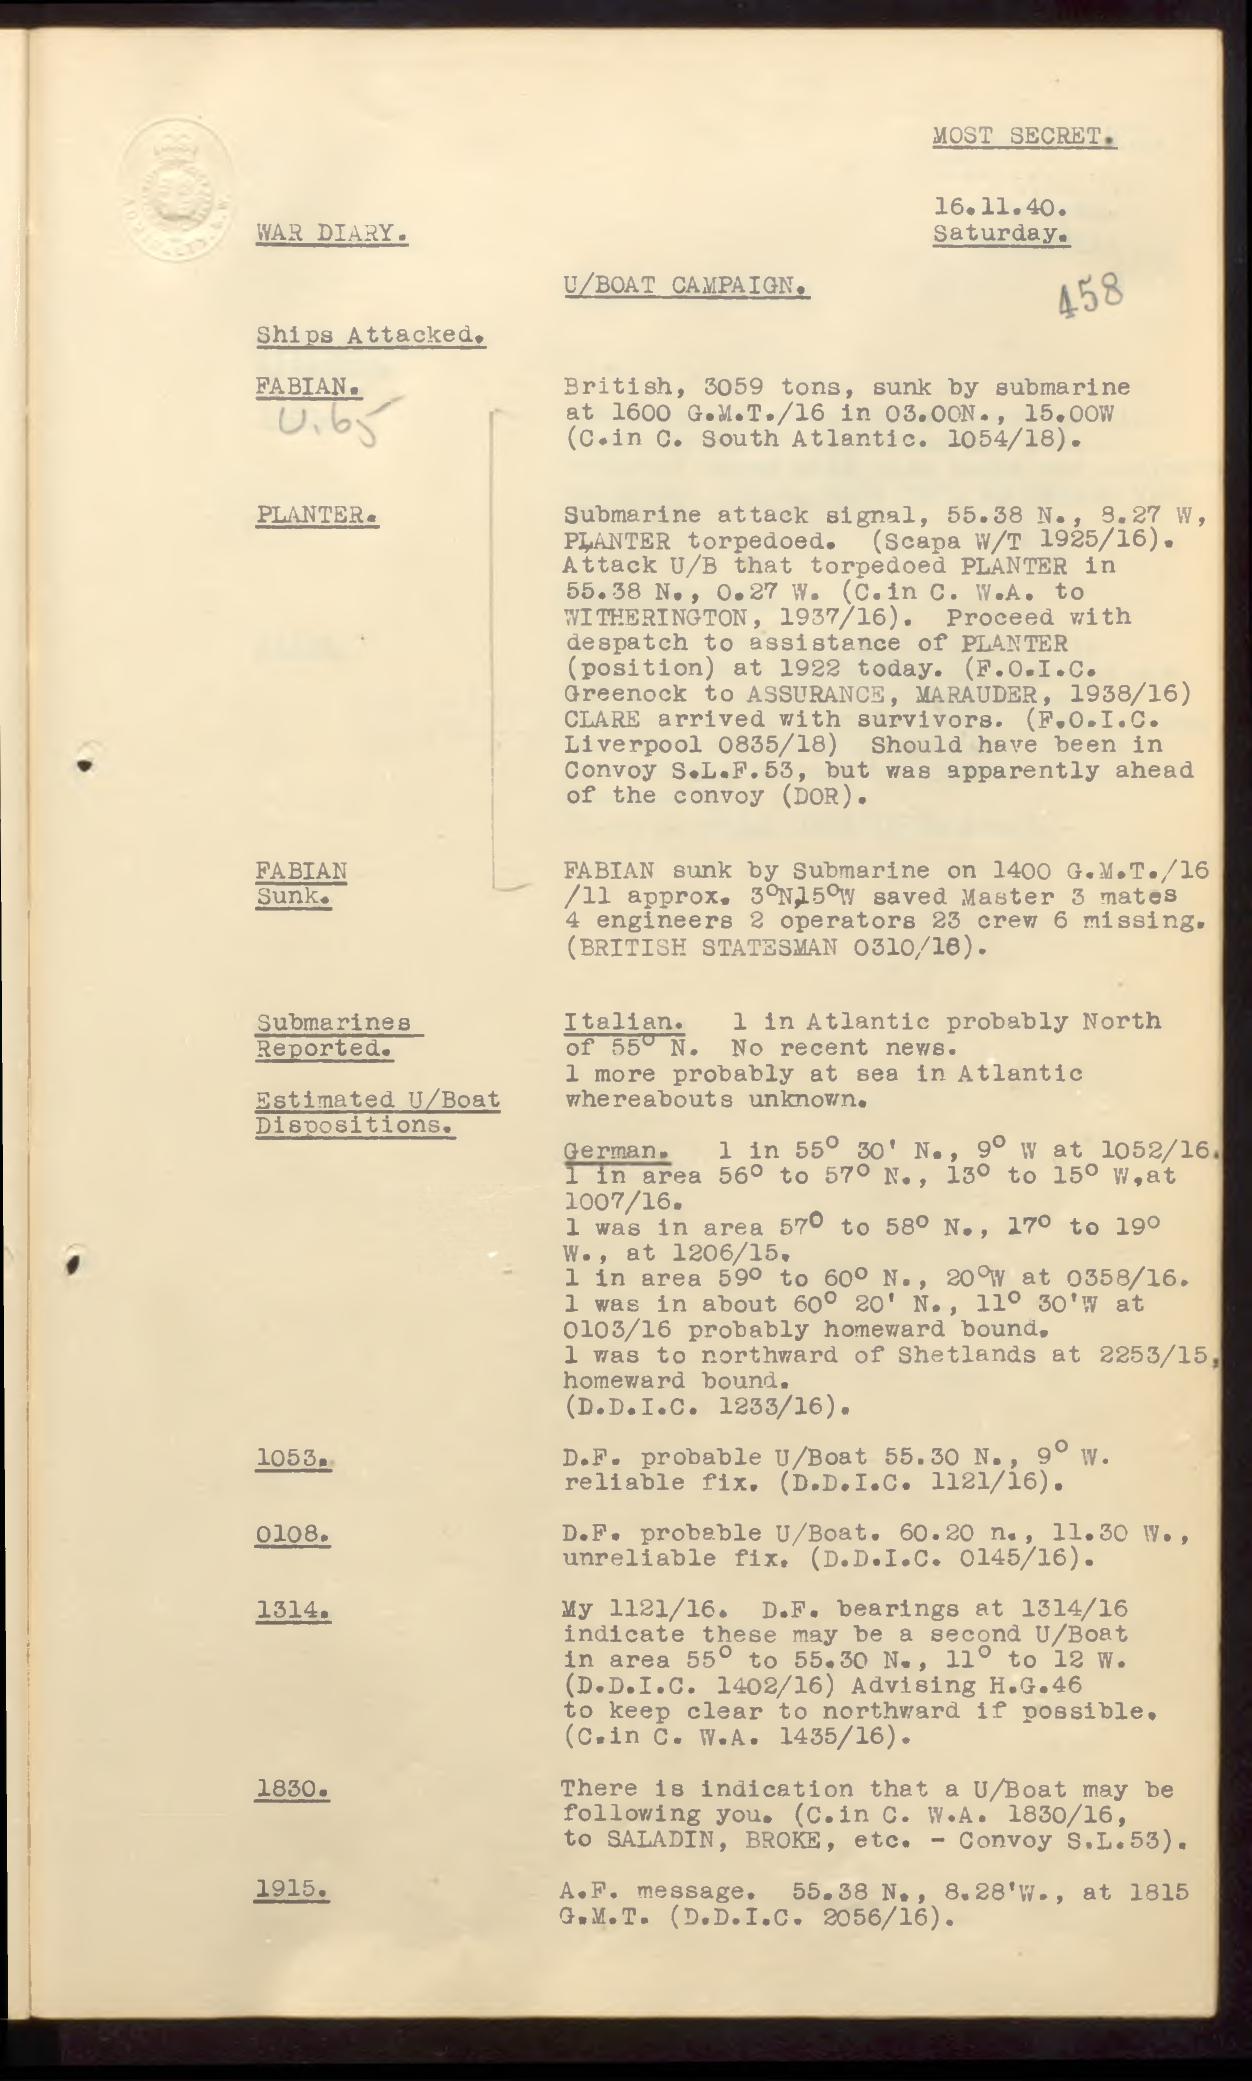 MOST SECRET.
16.11.40.
WAR DIARY.
Saturday.
U/BOAT CAMPAIGN.
458
Ships Attacked.
FABIAN.
U.65
British, 3059 tons, sunk by submarine
at 1600 G.M.T./16 in 03.00N., 15.00W
(C.in C. South Atlantic. 1054/18).
PLANTER.
Submarine attack signal, 55.38 N., 8.27 W,
PLANTER torpedoed. (Scapa W/T 1925/16).
Attack U/B that torpedoed PLANTER in
55.38 N., 0.27 W. (C.in C. W.A. to
WITHERINGTON, 1937/16). Proceed with
despatch to assistance of PLANTER
(position) at 1922 today. (F.O.I.C.
Greenock to ASSURANCE, MARAUDER, 1938/16)
CLARE arrived with survivors. (F.O.I.C.
Liverpool 0835/18) Should have been in
Convoy S.L.F.53, but was apparently ahead
of the convoy (DOR).
FABIAN
Sunk.
FABIAN sunk by Submarine on 1400 G.M.T./16
/11 approx. 3°N,15°W saved Master 3 mates
4 engineers 2 operators 23 crew 6 missing.
(BRITISH STATESMAN 0310/18).
Submarines
Reported.
Estimated U/Boat
Dispositions.
Italian. 1 in Atlantic probably North
of 55° N. No recent news.
1 more probably at sea in Atlantic
whereabouts unknown.
German. 1 in 55° 30' N., 9° W at 1052/16.
1 in area 56° to 57° N., 13° to 15° W,at
1007/16.
1 was in area 57° to 58° N., 17° to 19°
W., at 1206/15.
1 in area 59° to 60° N., 20°W at 0358/16.
1 was in about 60° 20' N., 11° 30'W at
0103/16 probably homeward bound.
1 was to northward of Shetlands at 2253/15,
homeward bound.
(D.D.I.C. 1233/16).
1053.
D.F. probable U/Boat 55.30 N., 9° W.
reliable fix. (D.D.I.C. 1121/16).
0108.
D.F. probable U/Boat. 60.20 n., 11.30 W.,
unreliable fix. (D.D.I.C. 0145/16).
1314.
My 1121/16. D.F. bearings at 1314/16
indicate these may be a second U/Boat
in area 55° to 55.30 N., 11° to 12 W.
(D.D.I.C. 1402/16) Advising H.G.46
to keep clear to northward if possible.
(C.in C. W.A. 1435/16).
1830.
There is indication that a U/Boat may be
following you. (C.in C. W.A. 1830/16,
to SALADIN, BROKE, etc. - Convoy S.L.53).
1915.
A.F. message. 55.38 N., 8.28'W., at 1815
G.M.T. (D.D.I.C. 2056/16).